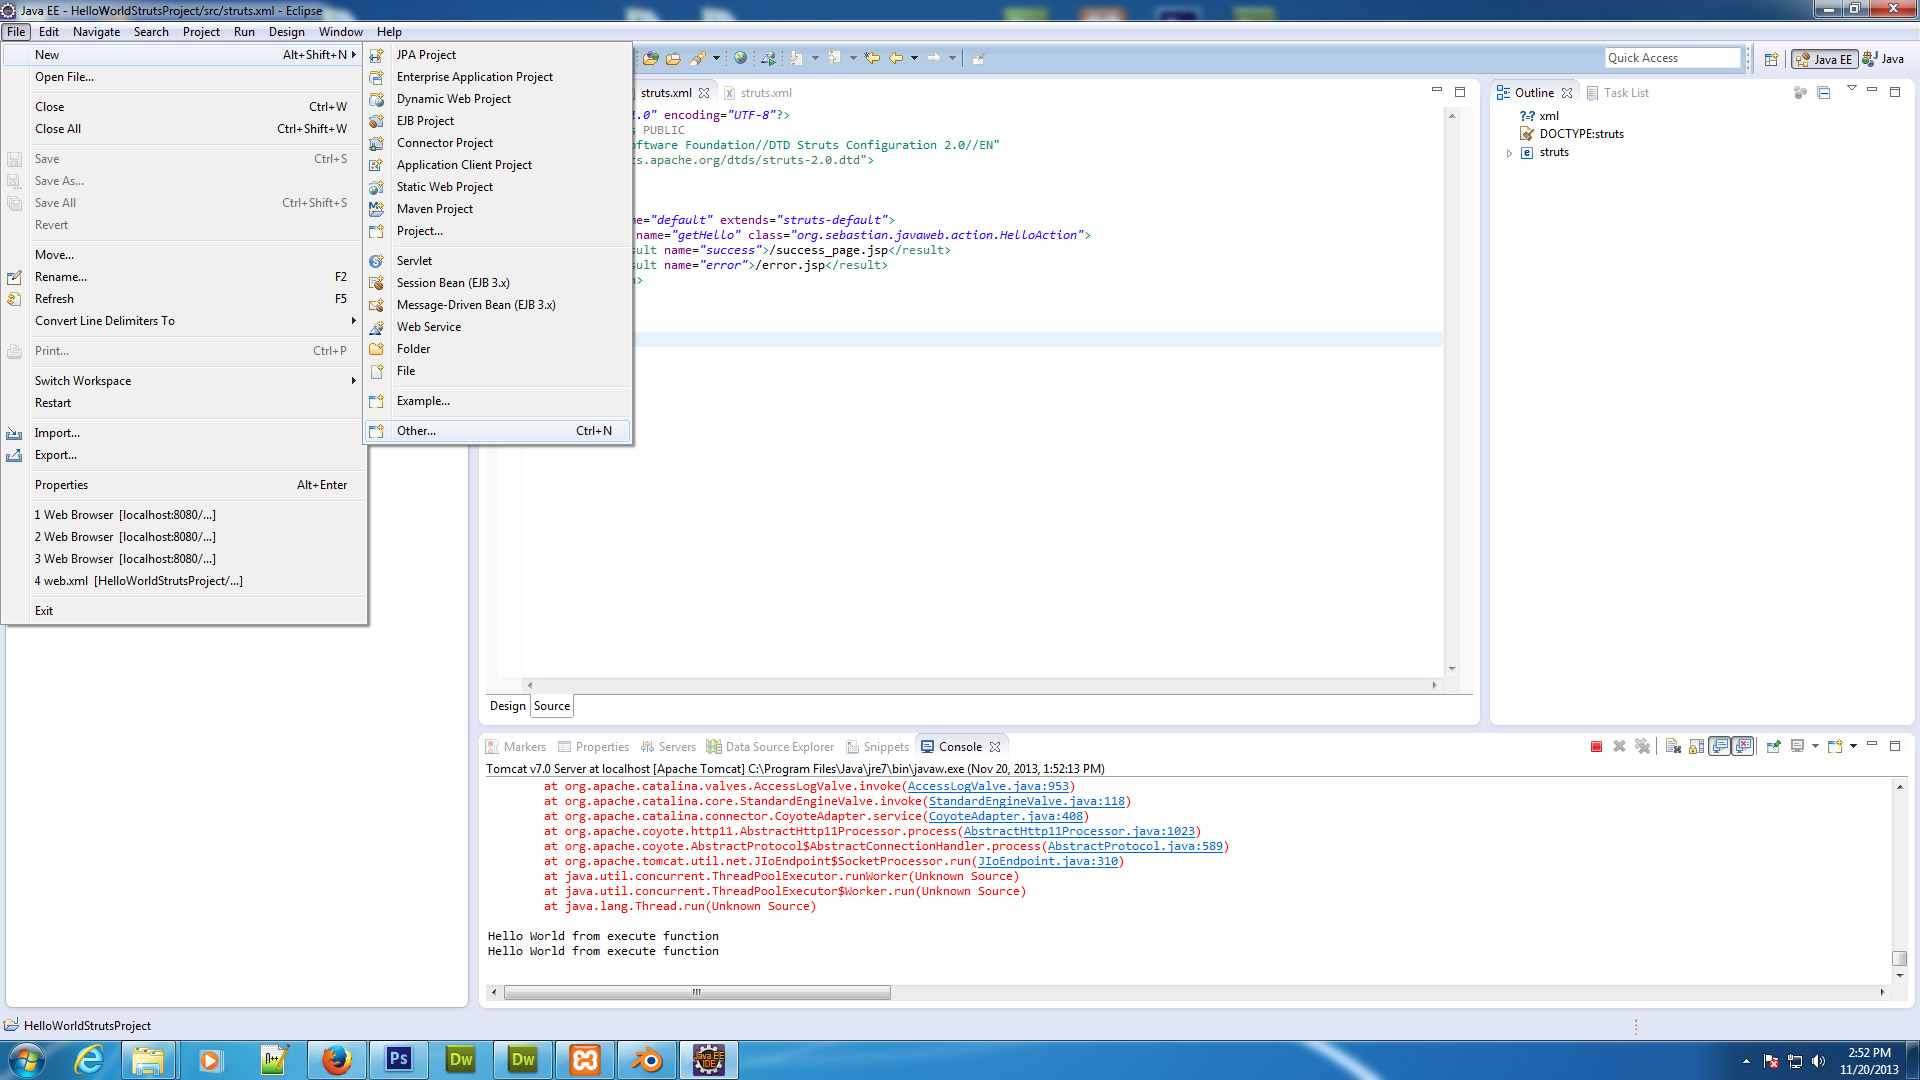 Java EE - HelloWorldStrutsProject/src/struts.xml - Eclipse
File Edit Navigate Search Project Run Design Window Help
New Alt+Shift+N
Open File...
Close Ctrl+W
Close All Ctrl+Shift+W
Save Ctrl+S
Save As...
Save All Ctrl+Shift+S
Revert
Move...
Rename... F2
Refresh F5
Convert Line Delimiters To
Print... Ctrl+P
Switch Workspace
Restart
Import...
Export...
Properties Alt+Enter
1 Web Browser [localhost:8080/...]
2 Web Browser [localhost:8080/...]
3 Web Browser [localhost:8080/...]
4 web.xml [HelloWorldStrutsProject/...]
Exit
JPA Project
Enterprise Application Project
Dynamic Web Project
EJB Project
Connector Project
Application Client Project
Static Web Project
Maven Project
Project...
Servlet
Session Bean (EJB 3.x)
Message-Driven Bean (EJB 3.x)
Web Service
Folder
File
Example...
Other... Ctrl+N
Quick Access
Java EE
Java
struts.xml
struts.xml
1.0" encoding="UTF-8"?>
s PUBLIC
oftware Foundation//DTD Struts Configuration 2.0//EN"
ts.apache.org/dtds/struts-2.0.dtd">
me="default" extends="struts-default">
name="getHello" class="org.sebastian.javaweb.action.HelloAction">
sult name="success">/success_page.jsp</result>
sult name="error">/error.jsp</result>
n>
Design Source
Outline
Task List
xml
DOCTYPE:struts
struts
Markers Properties Servers Data Source Explorer Snippets Console
Tomcat v7.0 Server at localhost [Apache Tomcat] C:\Program Files\Java\jre7\bin\javaw.exe (Nov 20, 2013, 1:52:13 PM)
at org.apache.catalina.valves.AccessLogValve.invoke(AccessLogValve.java:953)
at org.apache.catalina.core.StandardEngineValve.invoke(StandardEngineValve.java:118)
at org.apache.catalina.connector.CoyoteAdapter.service(CoyoteAdapter.java:408)
at org.apache.coyote.http11.AbstractHttp11Processor.process(AbstractHttp11Processor.java:1023)
at org.apache.coyote.AbstractProtocol$AbstractConnectionHandler.process(AbstractProtocol.java:589)
at org.apache.tomcat.util.net.JIoEndpoint$SocketProcessor.run(JIoEndpoint.java:310)
at java.util.concurrent.ThreadPoolExecutor.runWorker(Unknown Source)
at java.util.concurrent.ThreadPoolExecutor$Worker.run(Unknown Source)
at java.lang.Thread.run(Unknown Source)
Hello World from execute function
Hello World from execute function
HelloWorldStrutsProject
Ps
Dw
Dw
Java EE
IDE
2:52 PM
11/20/2013